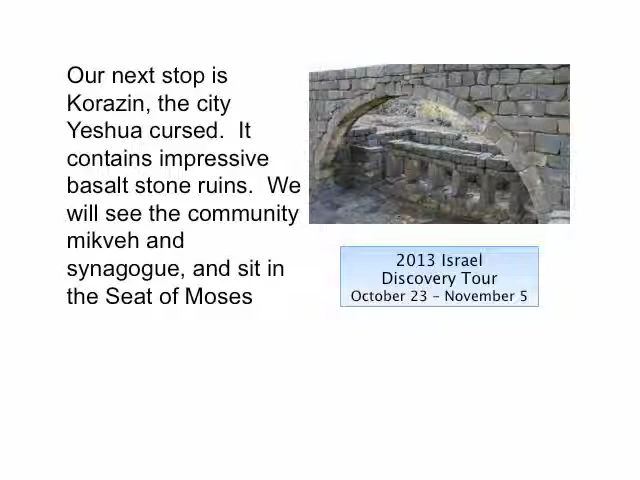 Our next stop is
Korazin, the city
Yeshua cursed.  It
contains impressive
basalt stone ruins.  We
will see the community
mikveh and
synagogue, and sit in
the Seat of Moses
2013 Israel
Discovery Tour
October 23 – November 5